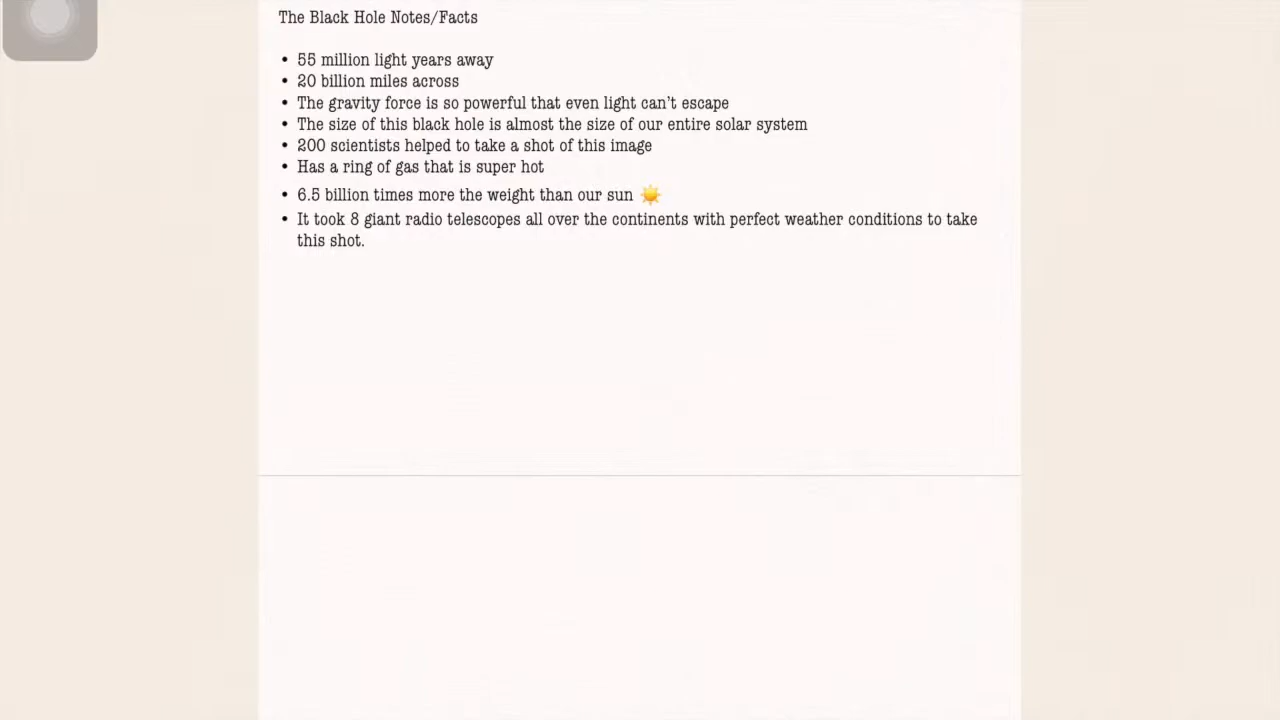 The Black Hole Notes/Facts
• 55 million light years away
• 20 billion miles across
• The gravity force is so powerful that even light can’t escape
• The size of this black hole is almost the size of our entire solar system
• 200 scientists helped to take a shot of this image
• Has a ring of gas that is super hot
• 6.5 billion times more the weight than our sun ☀️
• It took 8 giant radio telescopes all over the continents with perfect weather conditions to take
this shot.